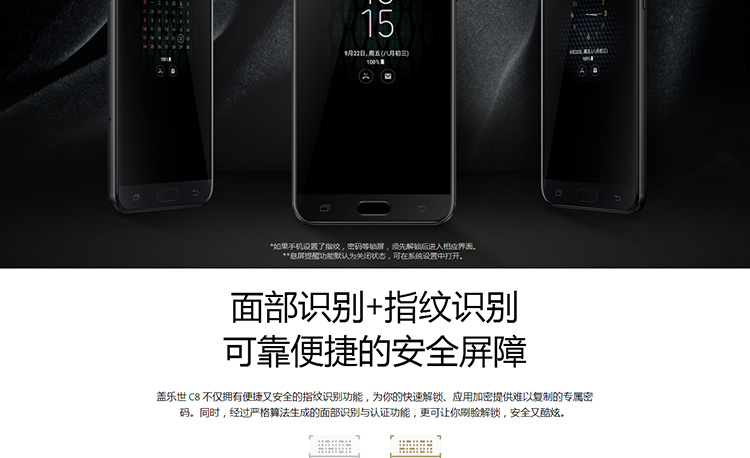 15
9月22日, 周五 (八月初三)
100%
100%
100%
*如果手机设置了指纹，密码等锁屏，须先解锁后进入相应界面。
**息屏提醒功能默认为关闭状态，可在系统设置中打开。
面部识别+指纹识别
可靠便捷的安全屏障
盖乐世 C8 不仅拥有便捷又安全的指纹识别功能，为你的快速解锁、应用加密提供难以复制的专属密
码。同时，经过严格算法生成的面部识别与认证功能，更可让你刷脸解锁，安全又酷炫。